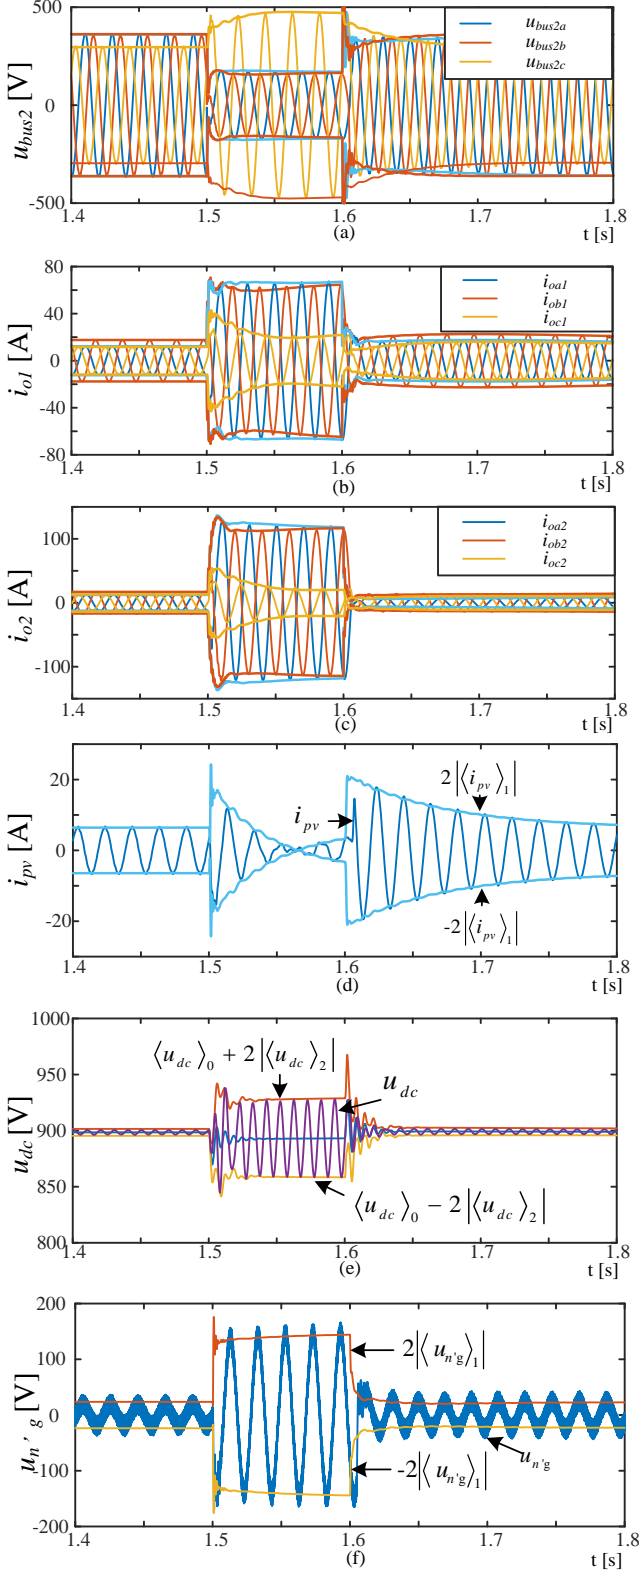 500
0
-500
u_bus2 [V]
u_bus2a
u_bus2b
u_bus2c
1.4 1.5 1.6 1.7 1.8
(a)
t [s]
80
40
0
-40
-80
i_o1 [A]
i_oa1
i_ob1
i_oc1
1.4 1.5 1.6 1.7 1.8
(b)
t [s]
100
0
-100
i_o2 [A]
i_oa2
i_ob2
i_oc2
1.4 1.5 1.6 1.7 1.8
(c)
t [s]
20
0
-20
i_pv [A]
i_pv
2|⟨i_pv⟩_1|
-2|⟨i_pv⟩_1|
1.4 1.5 1.6 1.7 1.8
(d)
t [s]
1000
950
900
850
800
u_dc [V]
⟨u_dc⟩_0 + 2|⟨u_dc⟩_2|
u_dc
⟨u_dc⟩_0 − 2|⟨u_dc⟩_2|
1.4 1.5 1.6 1.7 1.8
(e)
t [s]
200
100
0
-100
-200
u_n'g [V]
2|⟨u_n'g⟩_1|
-2|⟨u_n'g⟩_1|
u_n'g
1.4 1.5 1.6 1.7 1.8
(f)
t [s]